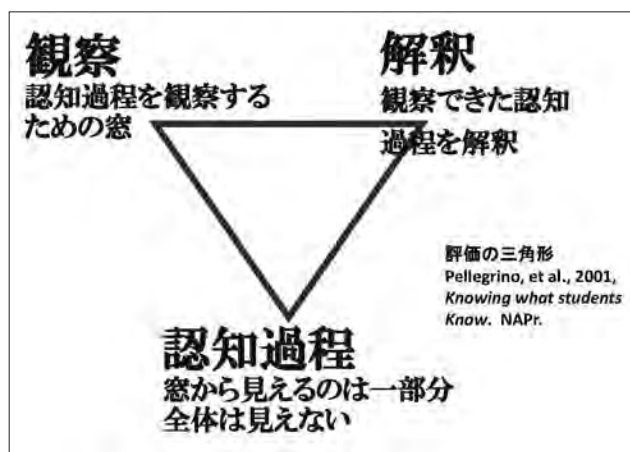 観察
認知過程を観察する
ための窓
解釈
観察できた認知
過程を解釈
評価の三角形
Pellegrino, et al., 2001,
Knowing what students
Know. NAPr.
認知過程
窓から見えるのは一部分
全体は見えない